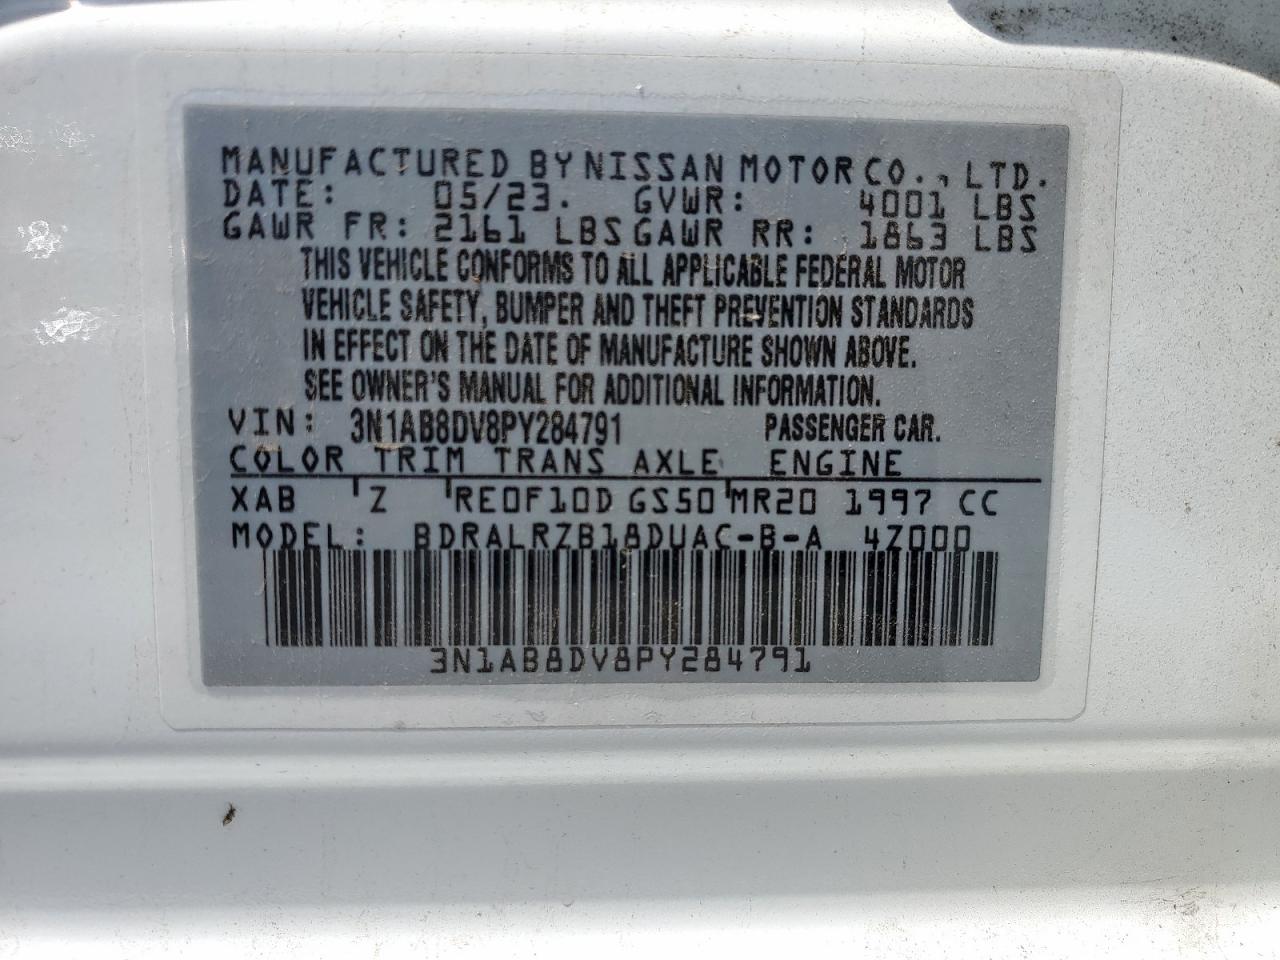 MANUFACTURED BY NISSAN MOTOR CO., LTD.
DATE: 05/23. GVWR: 4001 LBS
GAWR FR: 2161 LBS GAWR RR: 1863 LBS
THIS VEHICLE CONFORMS TO ALL APPLICABLE FEDERAL MOTOR
VEHICLE SAFETY, BUMPER AND THEFT PREVENTION STANDARDS
IN EFFECT ON THE DATE OF MANUFACTURE SHOWN ABOVE.
SEE OWNER'S MANUAL FOR ADDITIONAL INFORMATION.
VIN: 3N1AB8DV8PY284791 PASSENGER CAR.
COLOR TRIM TRANS AXLE ENGINE
XAB Z RE0F10D GS50 MR20 1997 CC
MODEL: BDRALRZB18DUAC-B-A 4Z000
3N1AB8DV8PY284791